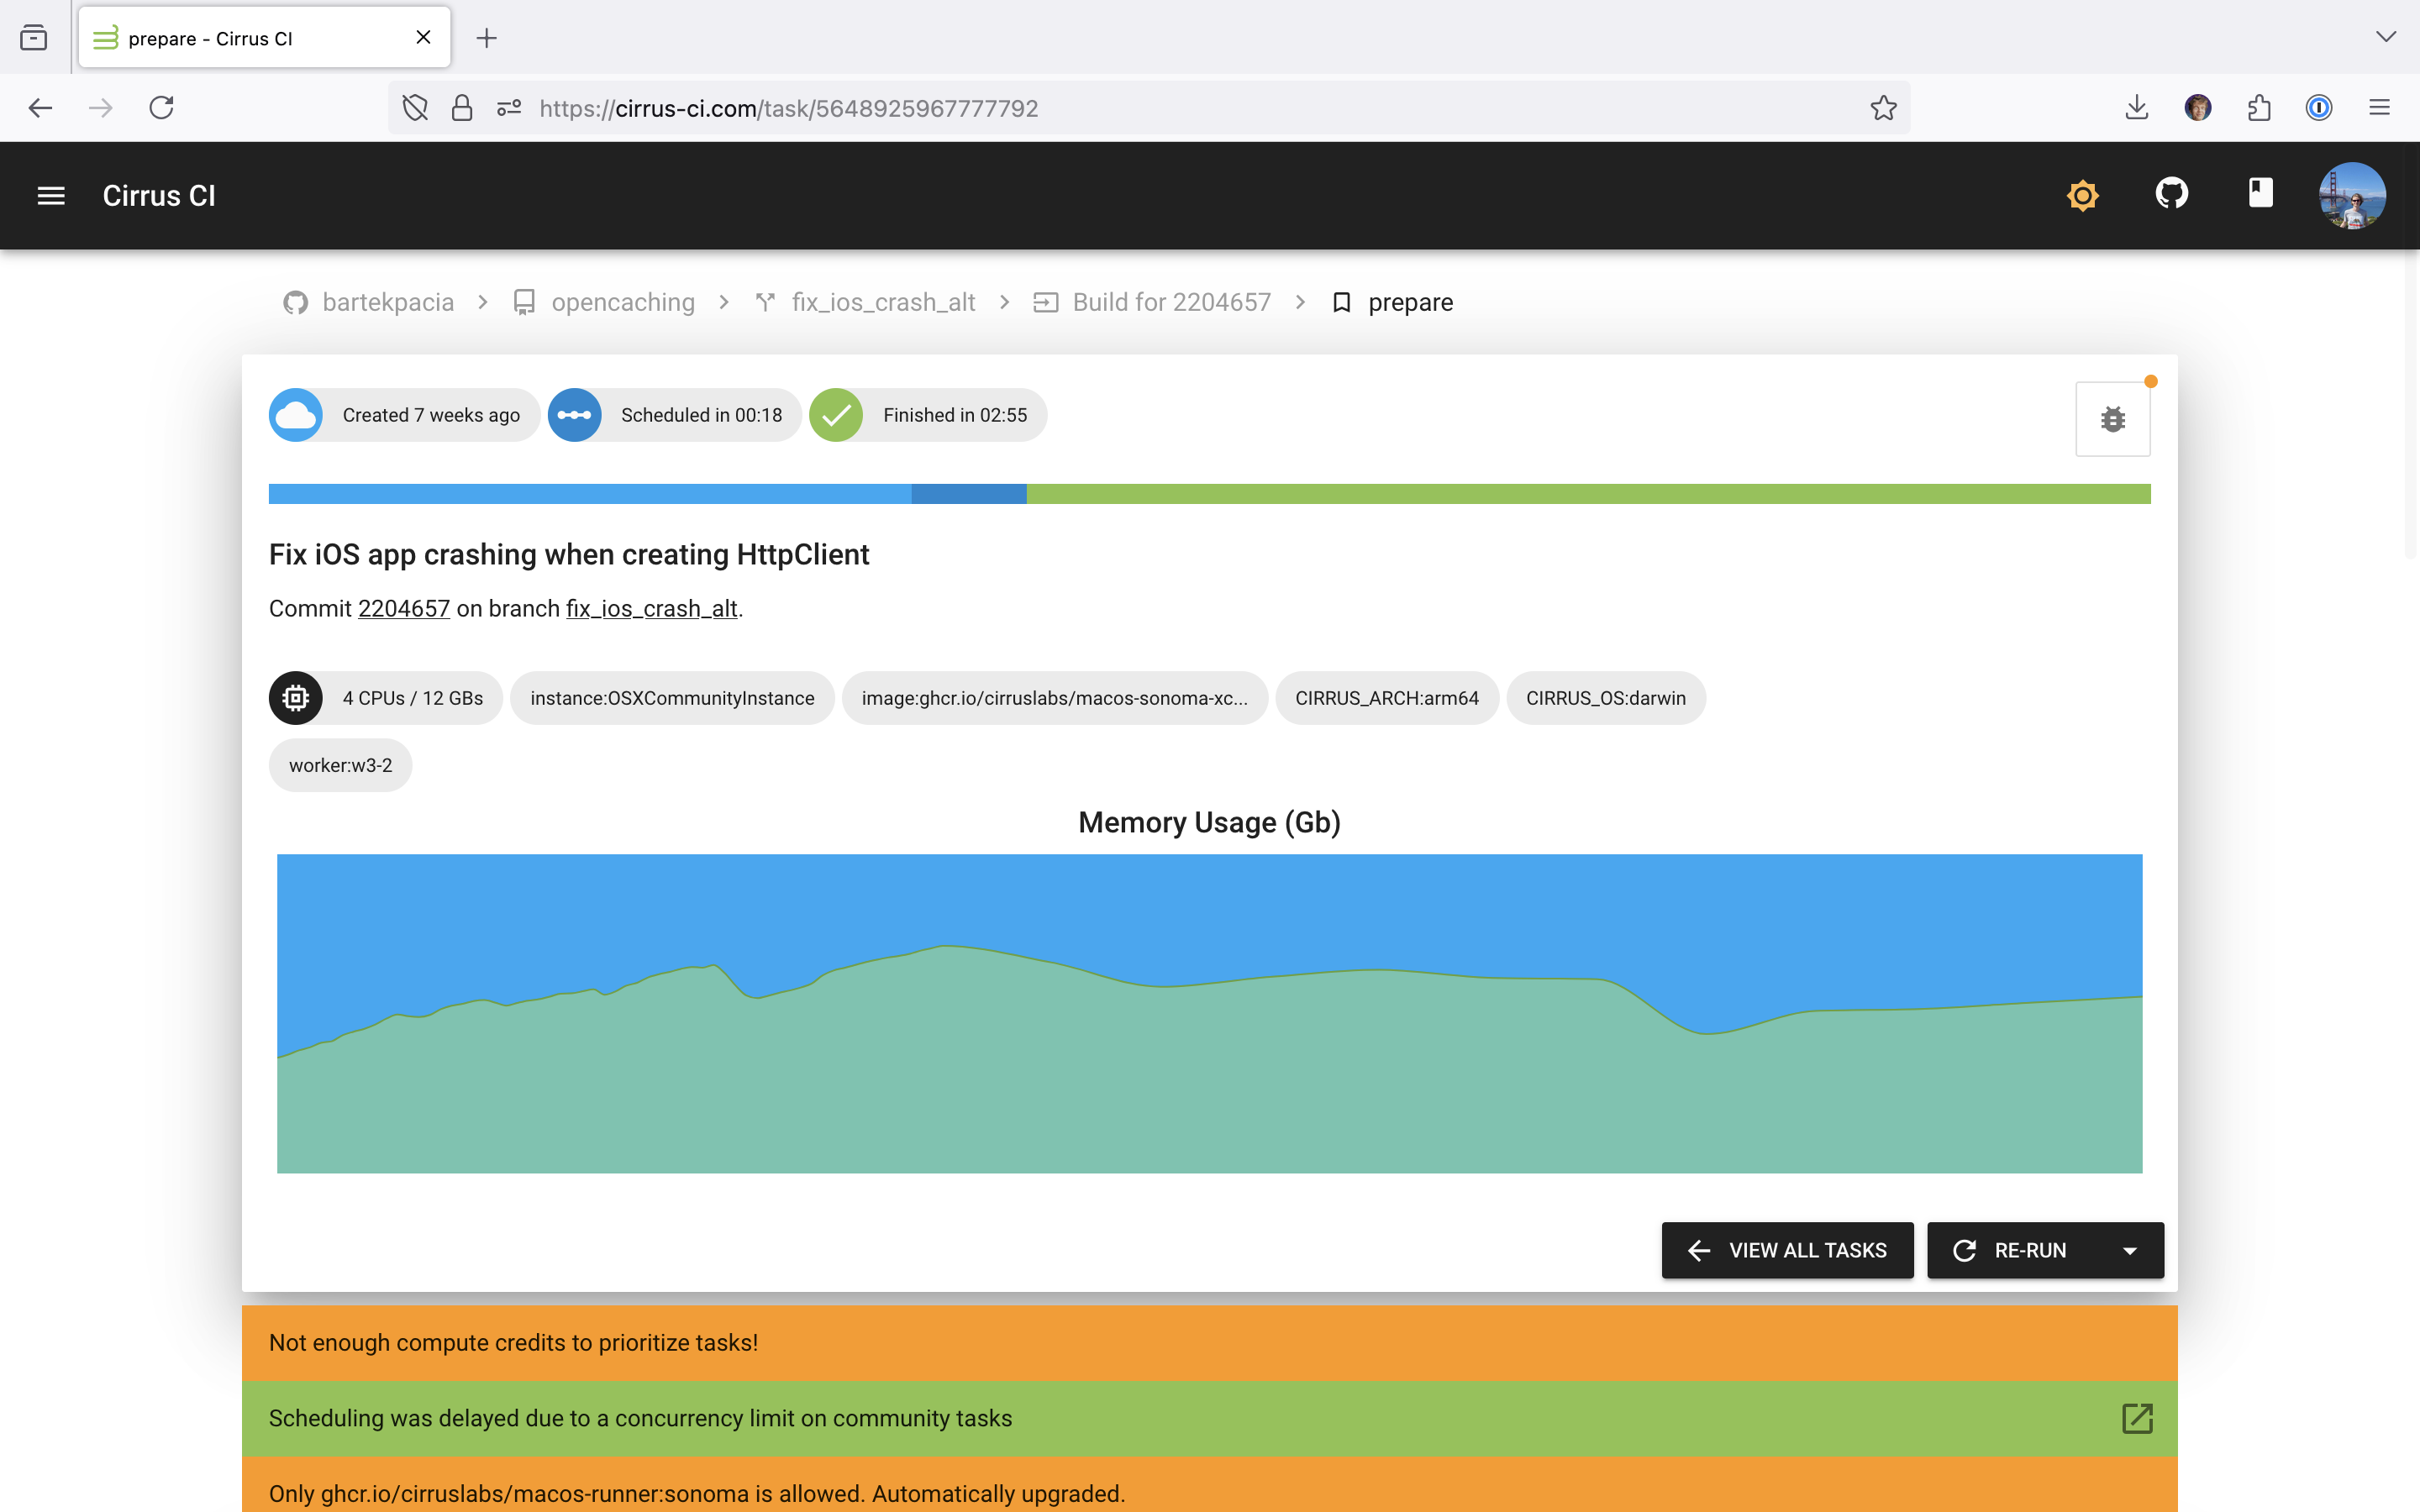 prepare - Cirrus CI
https://cirrus-ci.com/task/5648925967777792
Cirrus CI
bartekpacia > opencaching > fix_ios_crash_alt > Build for 2204657 > prepare
Created 7 weeks ago Scheduled in 00:18 Finished in 02:55
Fix iOS app crashing when creating HttpClient
Commit 2204657 on branch fix_ios_crash_alt.
4 CPUs / 12 GBs instance:OSXCommunityInstance image:ghcr.io/cirruslabs/macos-sonoma-xc... CIRRUS_ARCH:arm64 CIRRUS_OS:darwin
worker:w3-2
Memory Usage (Gb)
VIEW ALL TASKS RE-RUN
Not enough compute credits to prioritize tasks!
Scheduling was delayed due to a concurrency limit on community tasks
Only ghcr.io/cirruslabs/macos-runner:sonoma is allowed. Automatically upgraded.